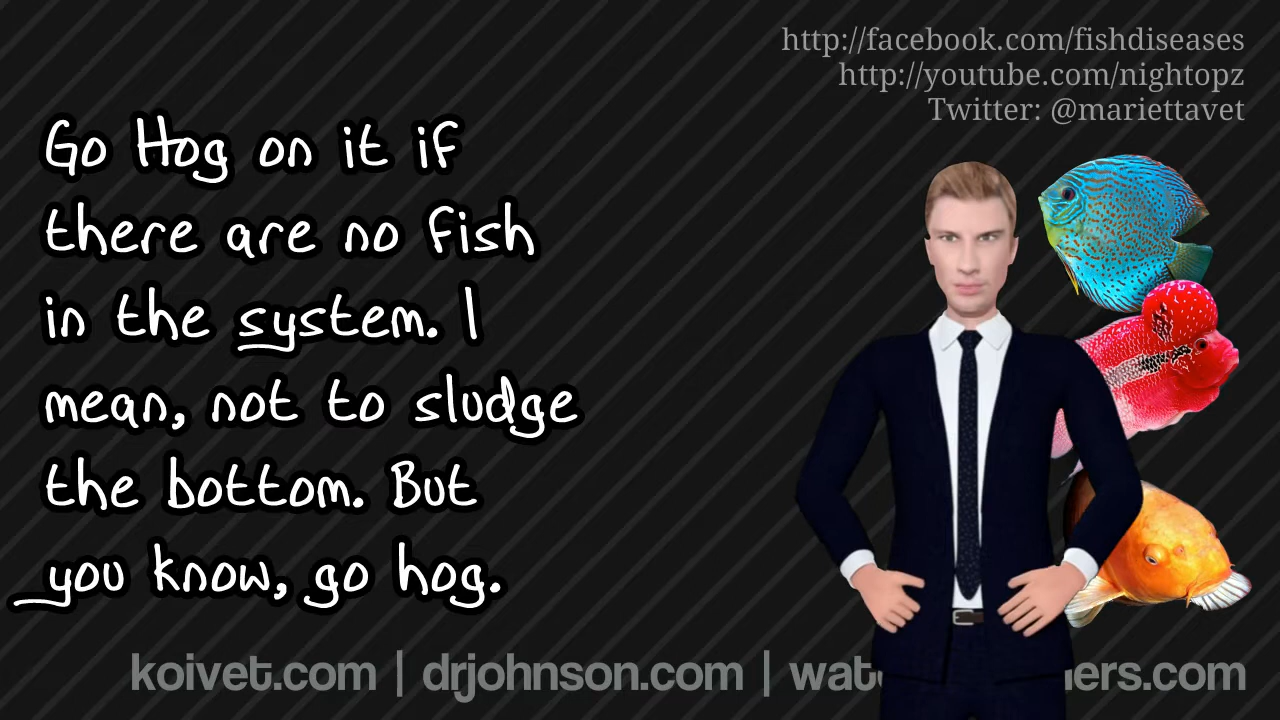 http://facebook.com/fishdiseases
http://youtube.com/nightopz
Twitter: @mariettavet
Go Hog on it if
there are no fish
in the system. I
mean, not to sludge
the bottom. But
you know, go hog.
koivet.com | drjohnson.com |